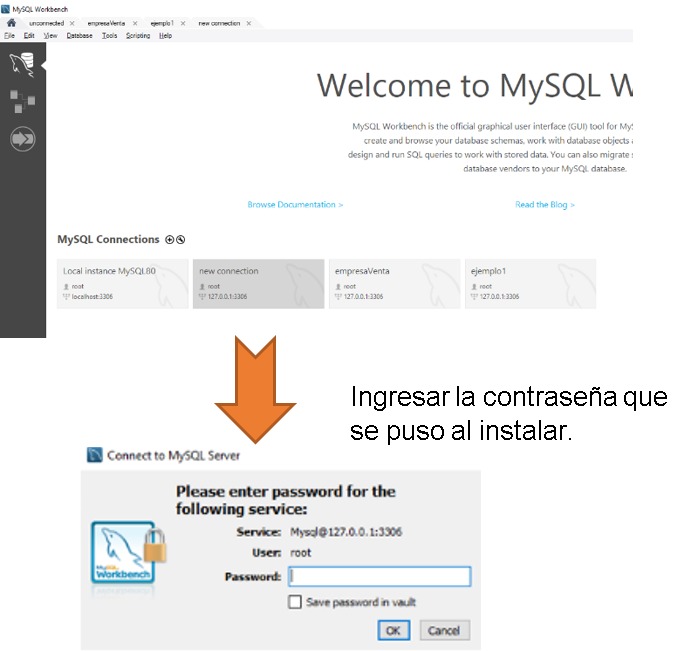 MySQL Workbench
unconnected × empresaVenta × ejemplo1 × new connection ×
File Edit View Database Tools Scripting Help
Welcome to MySQL W
MySQL Workbench is the official graphical user interface (GUI) tool for MyS
create and browse your database schemas, work with database objects a
design and run SQL queries to work with stored data. You can also migrate s
database vendors to your MySQL database.
Browse Documentation >
Read the Blog >
MySQL Connections
Local instance MySQL80
root
localhost:3306
new connection
root
127.0.0.1:3306
empresaVenta
root
127.0.0.1:3306
ejemplo1
root
127.0.0.1:3306
Ingresar la contraseña que
se puso al instalar.
Connect to MySQL Server
Please enter password for the
following service:
Service: Mysql@127.0.0.1:3306
User: root
Password:
Save password in vault
MySQL
Workbench
OK Cancel